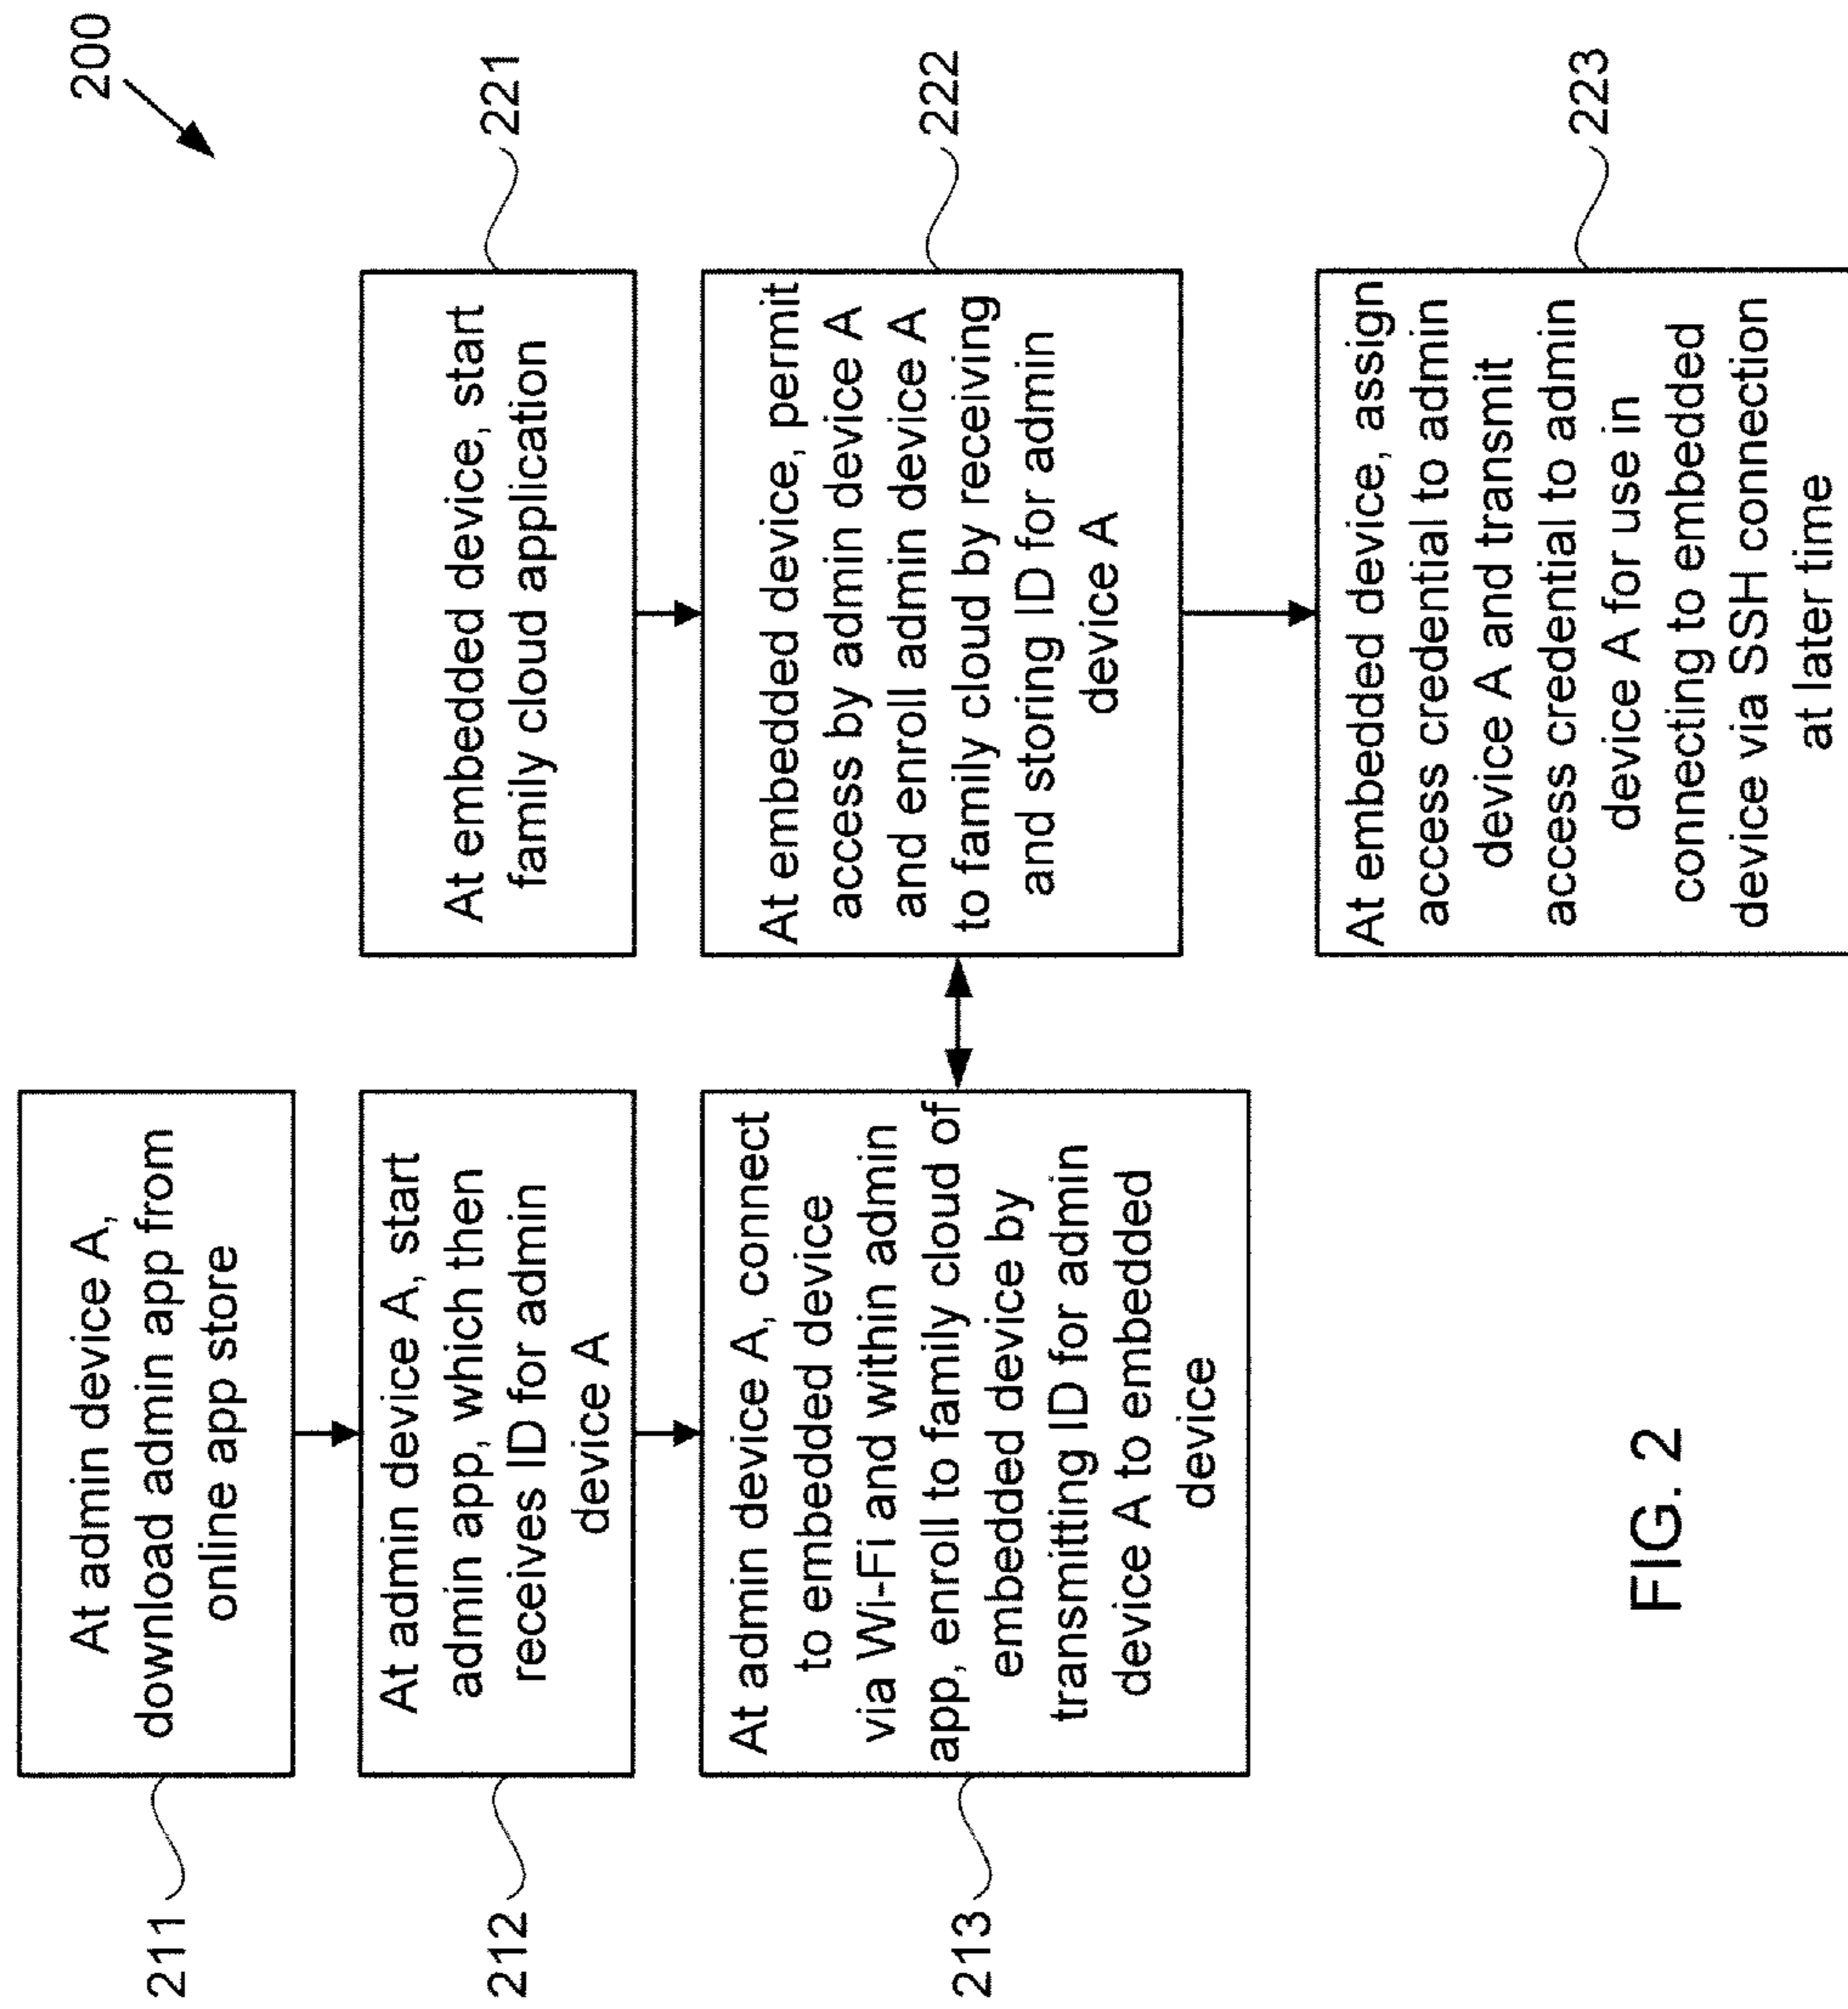 200
211
At admin device A,
download admin app from
online app store
212
At admin device A, start
admin app, which then
receives ID for admin
device A
213
At admin device A, connect
to embedded device
via Wi-Fi and within admin
app, enroll to family cloud of
embedded device by
transmitting ID for admin
device A to embedded
device
221
At embedded device, start
family cloud application
222
At embedded device, permit
access by admin device A
and enroll admin device A
to family cloud by receiving
and storing ID for admin
device A
223
At embedded device, assign
access credential to admin
device A and transmit
access credential to admin
device A for use in
connecting to embedded
device via SSH connection
at later time
FIG. 2